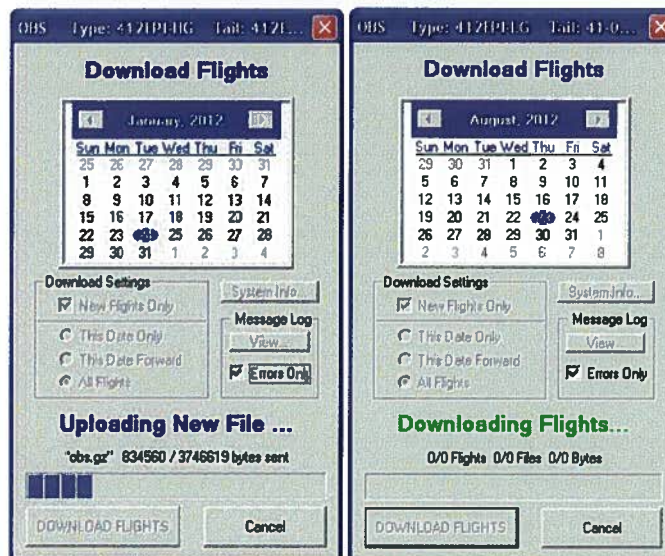 OBS Type: 412EPI-HG Tail: 412E...
Download Flights
January, 2012
Sun Mon Tue Wed Thu Fri Sat
25 26 27 28 29 30 31
1 2 3 4 5 6 7
8 9 10 11 12 13 14
15 16 17 18 19 20 21
22 23 24 25 26 27 28
29 30 31 1 2 3 4
Download Settings
New Flights Only
This Date Only
This Date Forward
All Flights
System Info...
Message Log
View...
Errors Only
Uploading New File ...
"obs.gz" 834560 / 3746619 bytes sent
DOWNLOAD FLIGHTS
Cancel
OBS Type: 412EPI-LG Tail: 41-0...
Download Flights
August, 2012
Sun Mon Tue Wed Thu Fri Sat
29 30 31 1 2 3 4
5 6 7 8 9 10 11
12 13 14 15 16 17 18
19 20 21 22 23 24 25
26 27 28 29 30 31 1
2 3 4 5 6 7 8
Download Settings
New Flights Only
This Date Only
This Date Forward
All Flights
System Info...
Message Log
View...
Errors Only
Downloading Flights...
0/0 Flights 0/0 Files 0/0 Bytes
DOWNLOAD FLIGHTS
Cancel